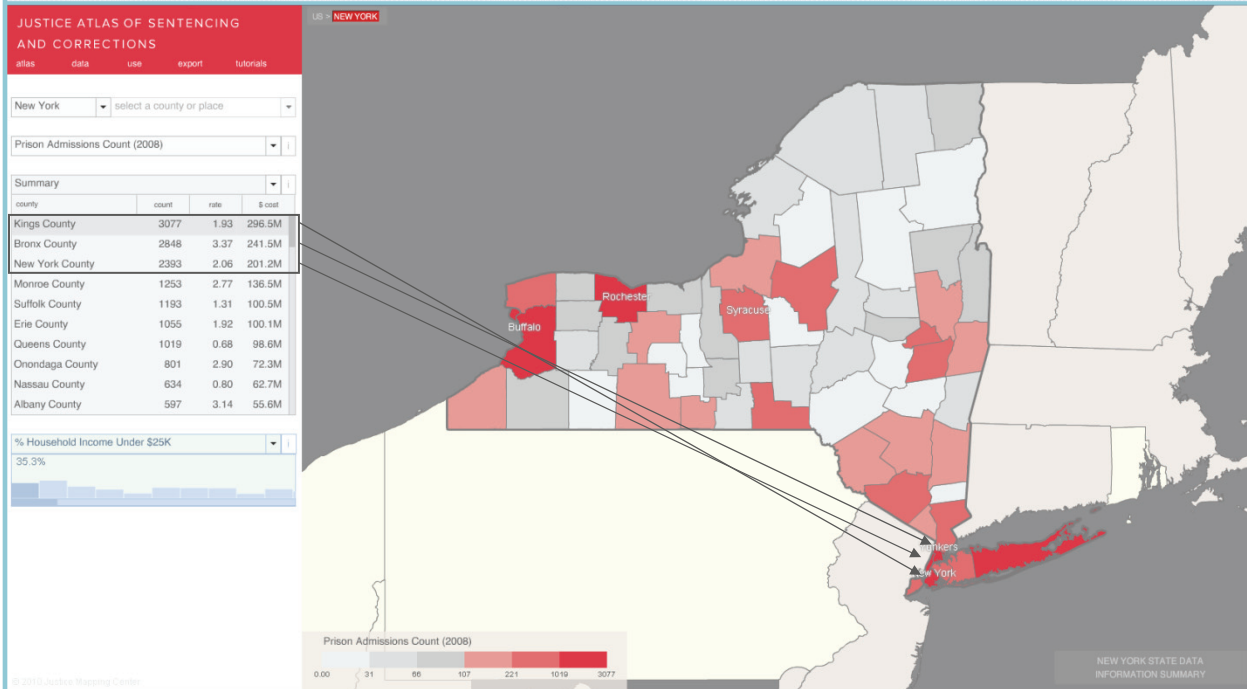 JUSTICE ATLAS OF SENTENCING
AND CORRECTIONS
atlas data use export tutorials
US > NEW YORK
New York select a county or place
Prison Admissions Count (2008)
Summary
county count rate $ cost
Kings County 3077 1.93 296.5M
Bronx County 2848 3.37 241.5M
New York County 2393 2.06 201.2M
Monroe County 1253 2.77 136.5M
Suffolk County 1193 1.31 100.5M
Erie County 1055 1.92 100.1M
Queens County 1019 0.68 98.6M
Onondaga County 801 2.90 72.3M
Nassau County 634 0.80 62.7M
Albany County 597 3.14 55.6M
% Household Income Under $25K
35.3%
© 2010 Justice Mapping Center
Rochester
Syracuse
Buffalo
Yonkers
New York
Prison Admissions Count (2008)
0.00 31 66 107 221 1019 3077
NEW YORK STATE DATA
INFORMATION SUMMARY